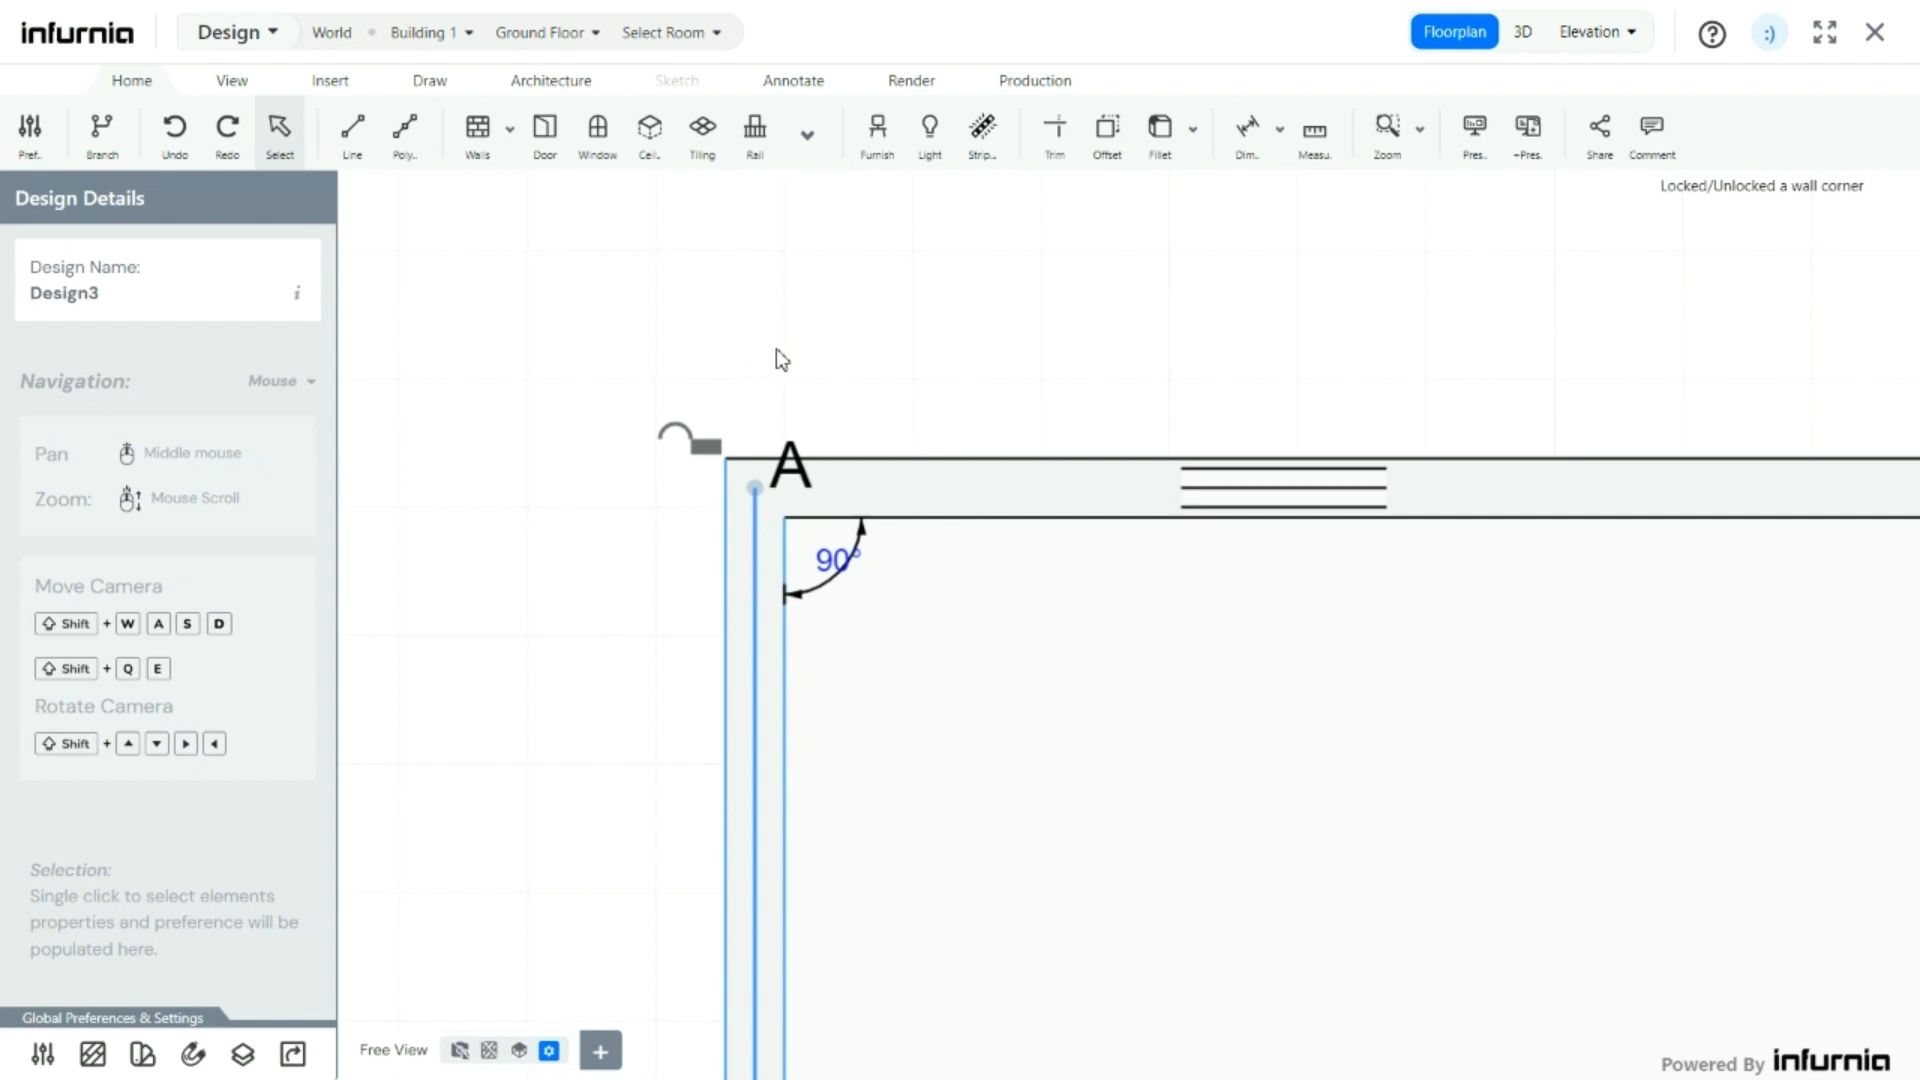 infurnia
Design
World
Building 1
Ground Floor
Select Room
Floorplan
3D
Elevation
:)
Home
View
Insert
Draw
Architecture
Sketch
Annotate
Render
Production
Pref..
Branch
Undo
Redo
Select
Line
Poly..
Walls
Door
Window
Ceil..
Tiling
Rail
Furnish
Light
Strip...
Trim
Offset
Fillet
Dim..
Measu.
Zoom
Pres..
+Pres.
Share
Comment
Design Details
Locked/Unlocked a wall corner
Design Name:
Design3
i
Navigation:
Mouse
Pan
Middle mouse
Zoom:
Mouse Scroll
Move Camera
Shift + W A S D
Shift + Q E
Rotate Camera
Shift +
A
90°
Selection:
Single click to select elements
properties and preference will be
populated here.
Global Preferences & Settings
Free View
+
Powered By infurnia